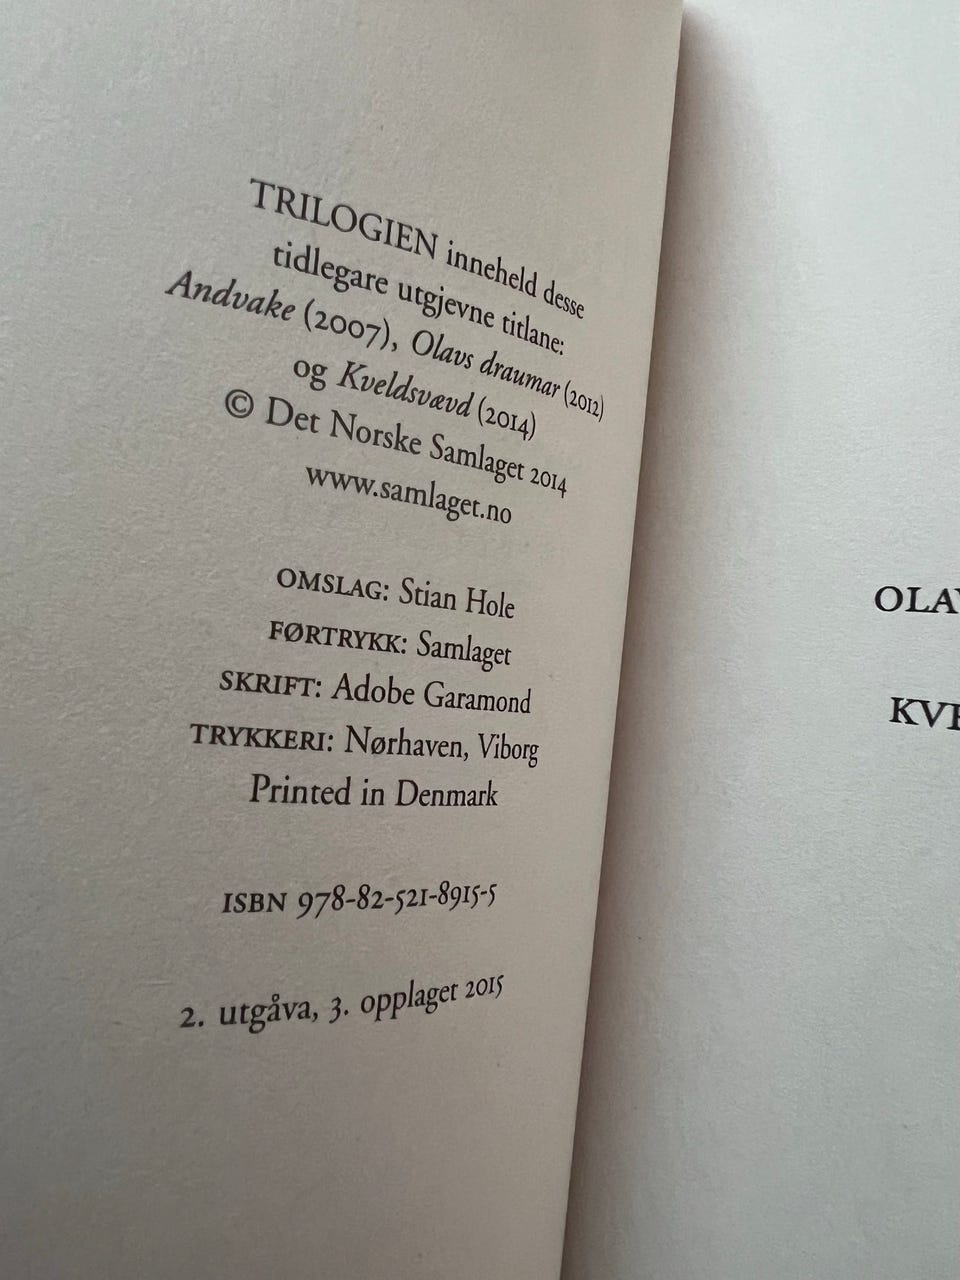 TRILOGIEN inneheld desse
tidlegare utgjevne titlane:
Andvake (2007), Olavs draumar (2012)
og Kveldsvævd (2014)
© Det Norske Samlaget 2014
www.samlaget.no
OMSLAG: Stian Hole
FØRTRYKK: Samlaget
SKRIFT: Adobe Garamond
TRYKKERI: Nørhaven, Viborg
Printed in Denmark
ISBN 978-82-521-8915-5
2. utgåva, 3. opplaget 2015